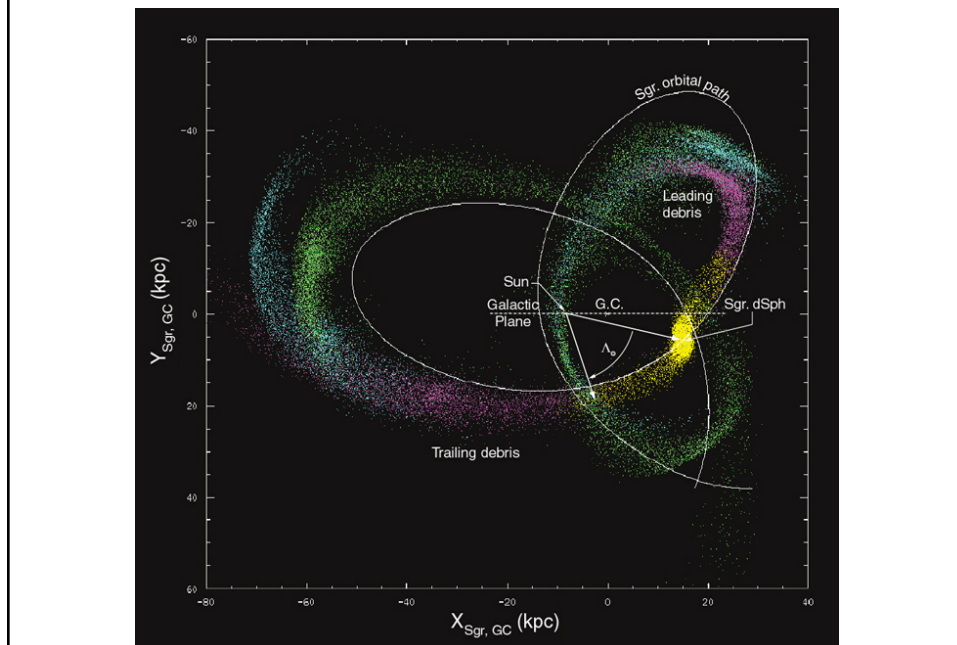 −60
−40
−20
0
20
40
60
Y Sgr, GC (kpc)
Sgr. orbital path
Leading
debris
Sun
Galactic
Plane
G.C.
Sgr. dSph
Λₒ
Trailing debris
−80
−60
−40
−20
0
20
40
X Sgr, GC (kpc)